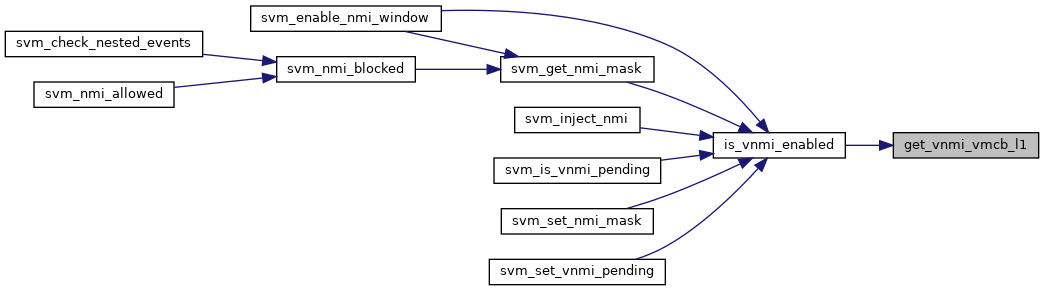 svm_enable_nmi_window
svm_check_nested_events
svm_nmi_blocked
svm_get_nmi_mask
svm_nmi_allowed
svm_inject_nmi
is_vnmi_enabled
get_vnmi_vmcb_l1
svm_is_vnmi_pending
svm_set_nmi_mask
svm_set_vnmi_pending